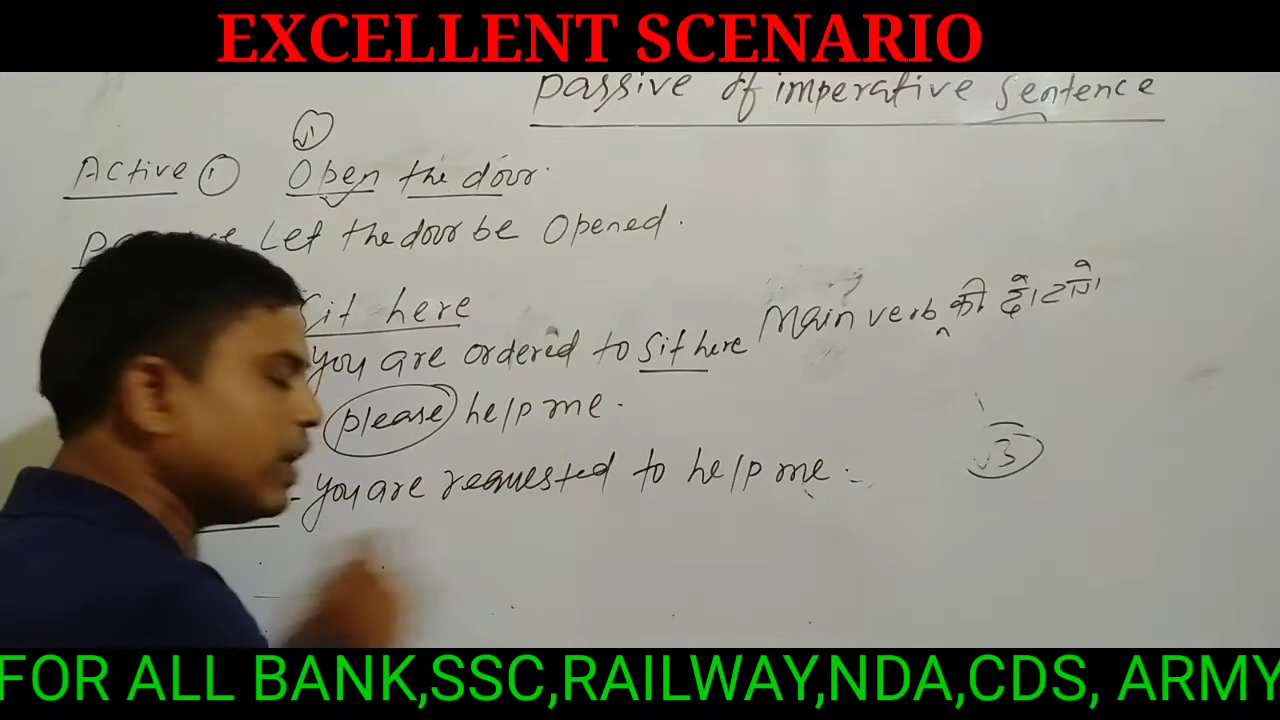 EXCELLENT SCENARIO
passive of imperative sentence
V1
Active ① Open the door.
Let the door be Opened.
Sit here
You are ordered to sit here Main verb की
please help me.
- You are requested to help me.
V3
FOR ALL BANK,SSC,RAILWAY,NDA,CDS, ARMY